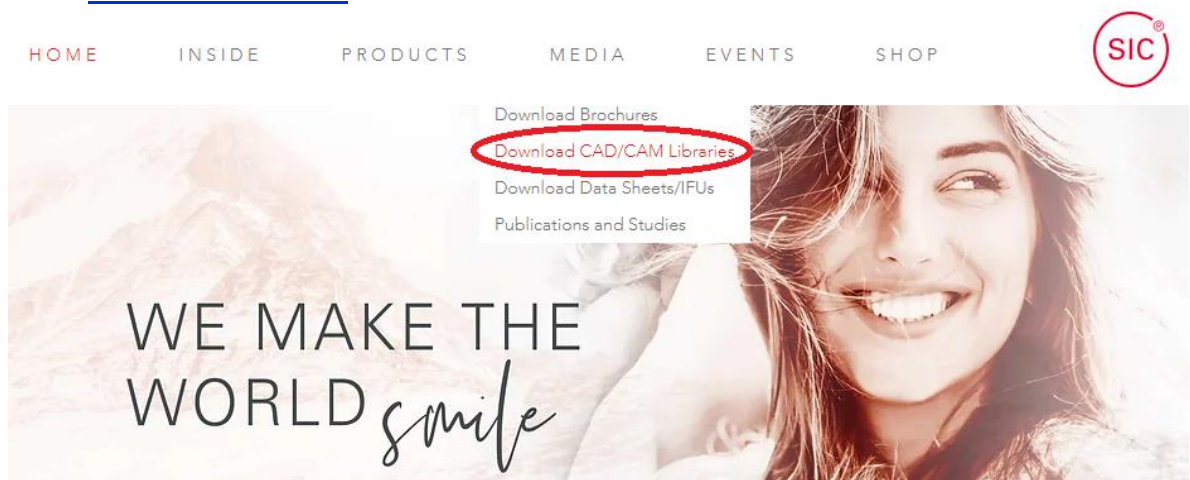 HOME INSIDE PRODUCTS MEDIA EVENTS SHOP SIC®
Download Brochures
Download CAD/CAM Libraries
Download Data Sheets/IFUs
Publications and Studies
WE MAKE THE
WORLD smile